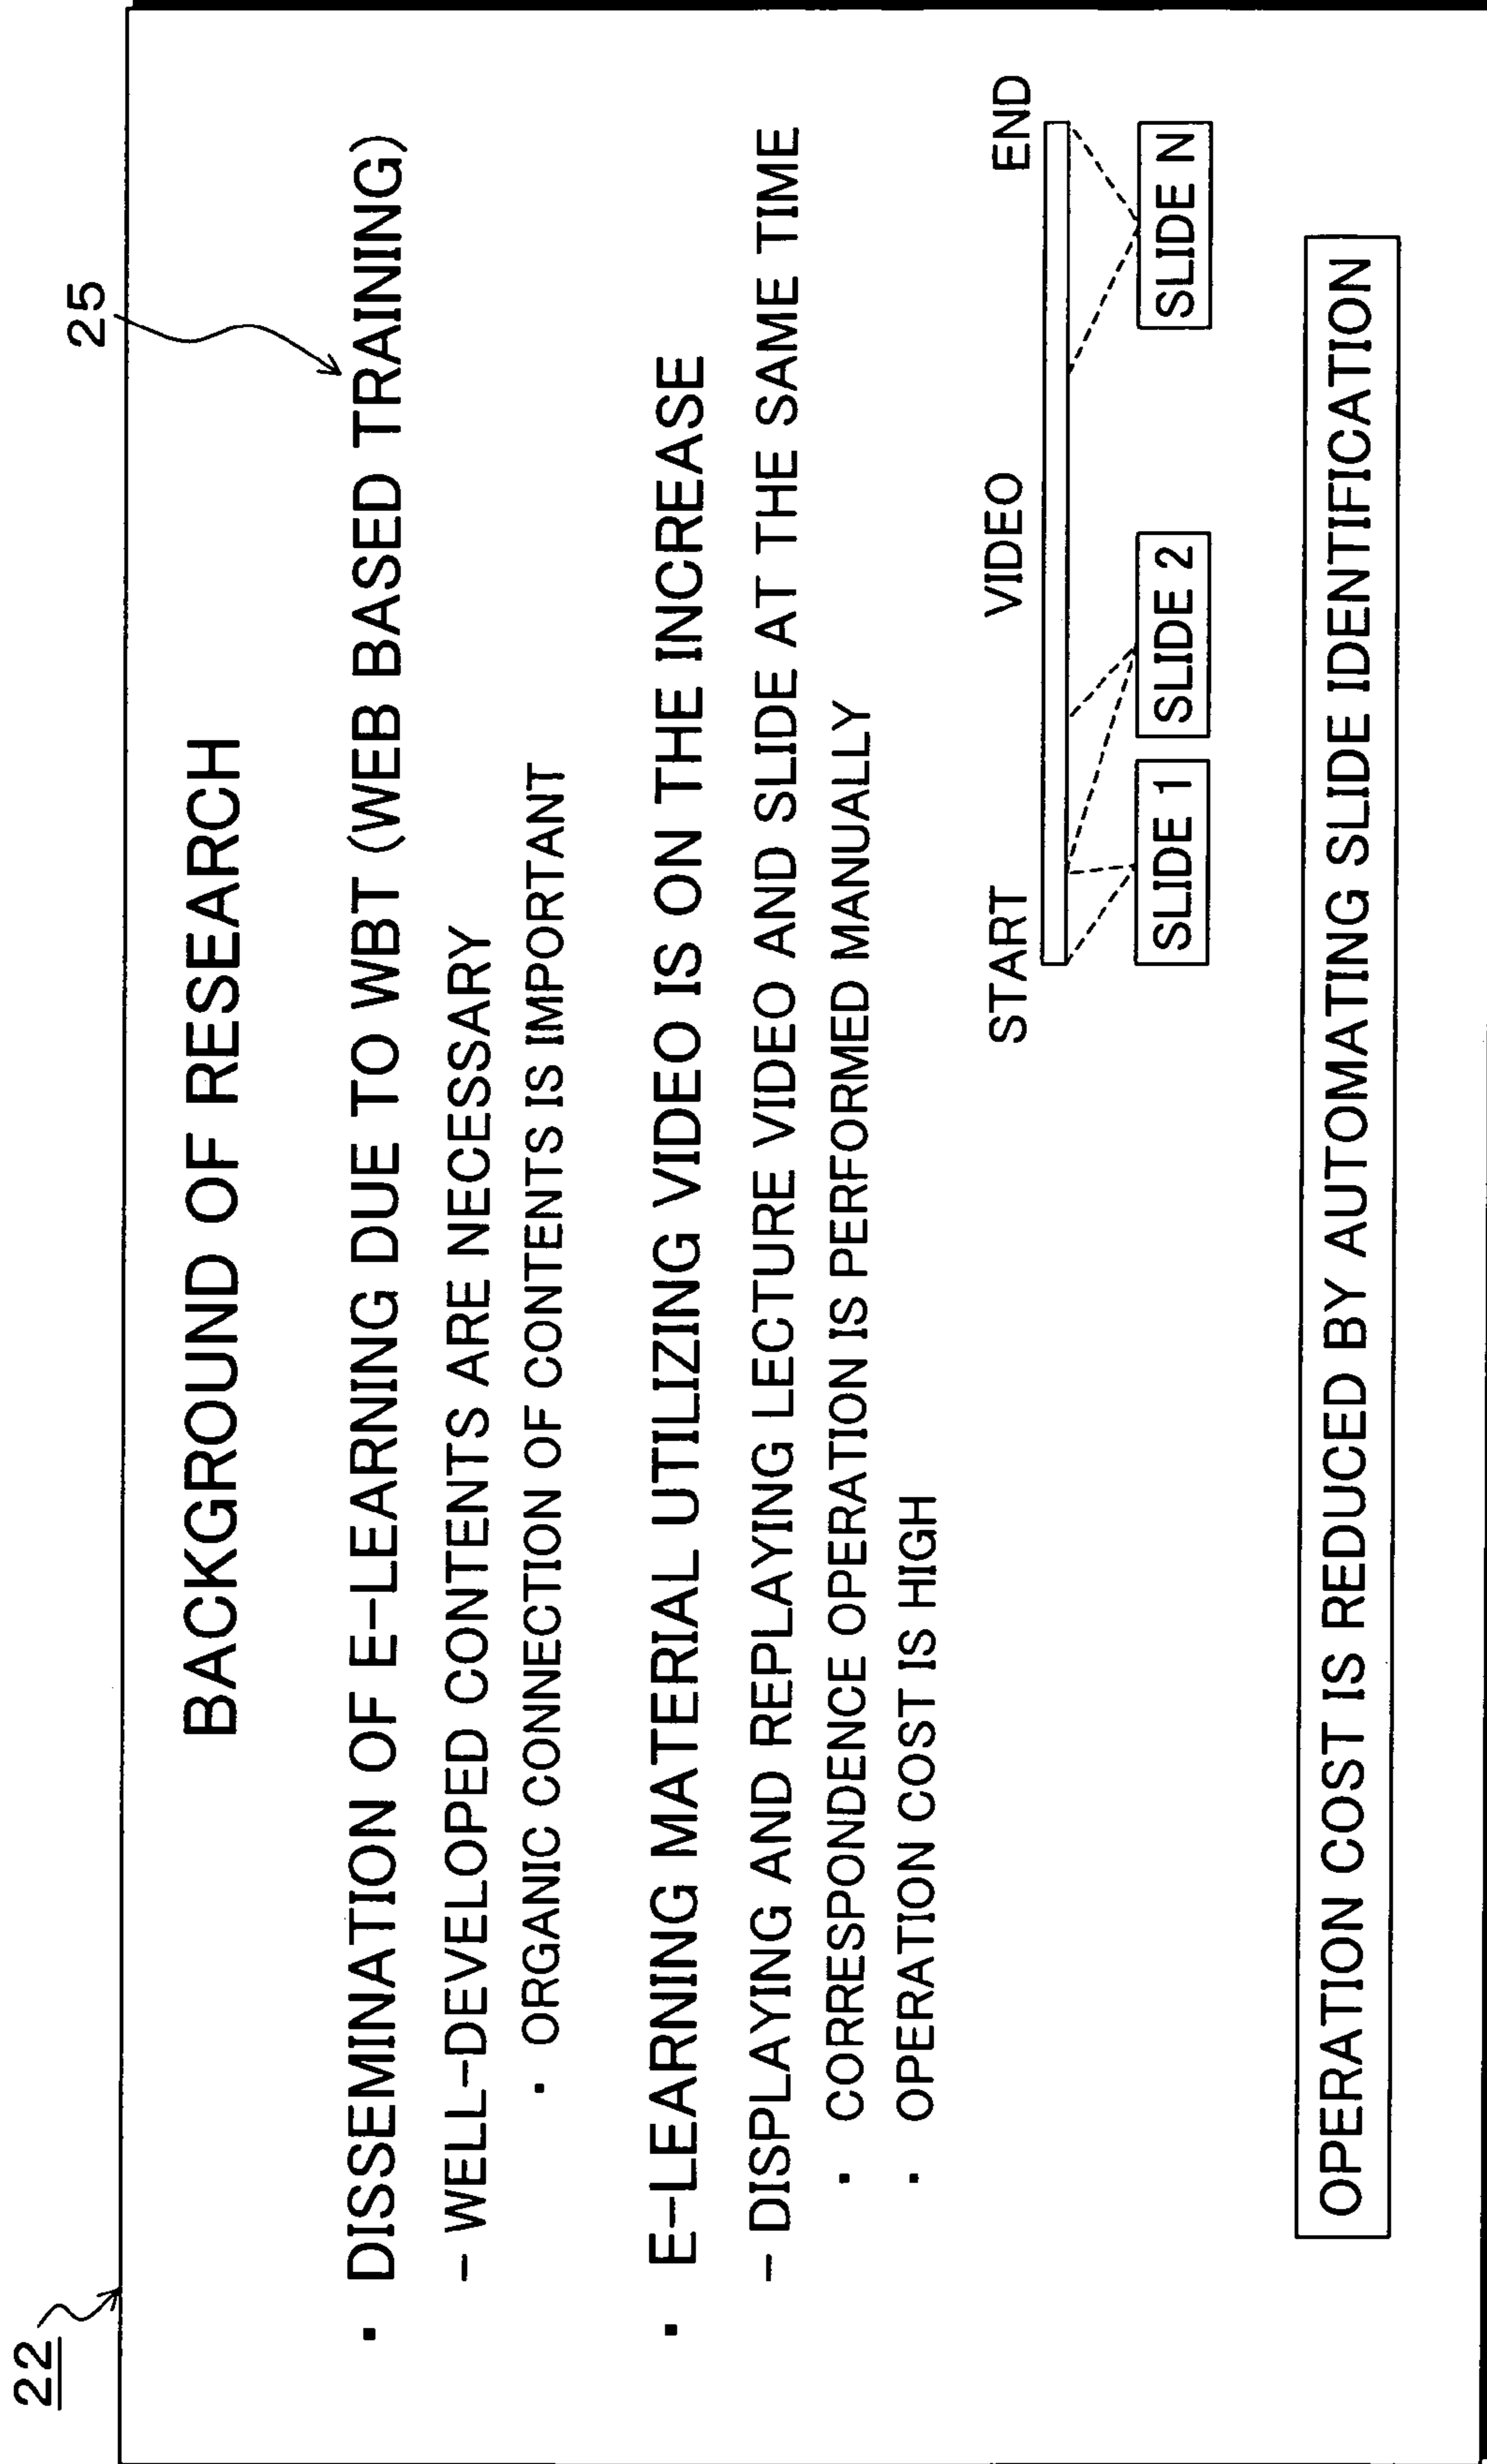 22
25
BACKGROUND OF RESEARCH
· DISSEMINATION OF E-LEARNING DUE TO WBT (WEB BASED TRAINING)
- WELL-DEVELOPED CONTENTS ARE NECESSARY
· ORGANIC CONNECTION OF CONTENTS IS IMPORTANT
· E-LEARNING MATERIAL UTILIZING VIDEO IS ON THE INCREASE
- DISPLAYING AND REPLAYING LECTURE VIDEO AND SLIDE AT THE SAME TIME
· CORRESPONDENCE OPERATION IS PERFORMED MANUALLY
· OPERATION COST IS HIGH
START VIDEO END
SLIDE 1 SLIDE 2 SLIDE N
OPERATION COST IS REDUCED BY AUTOMATING SLIDE IDENTIFICATION